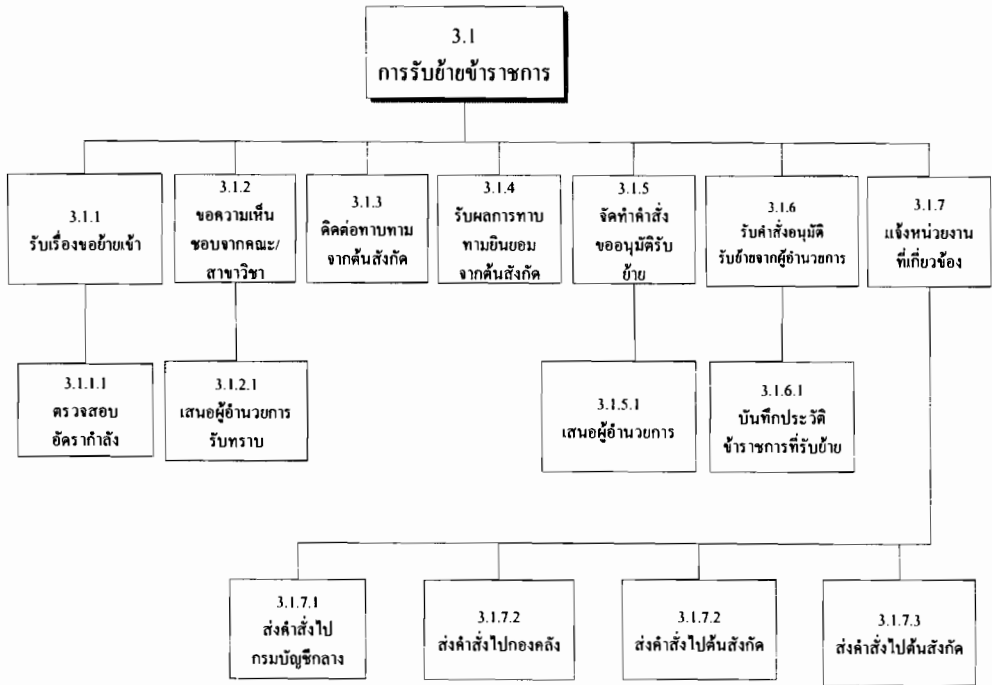 3.1
การรับย้ายข้าราชการ
3.1.1
รับเรื่องขอย้ายเข้า
3.1.2
ขอความเห็น
ชอบจากคณะ/
สาขาวิชา
3.1.3
ติดต่อทาบทาม
จากต้นสังกัด
3.1.4
รับผลการทาบ
ทามยินยอม
จากต้นสังกัด
3.1.5
จัดทำคำสั่ง
ขออนุมัติรับ
ย้าย
3.1.6
รับคำสั่งอนุมัติ
รับย้ายจากผู้อำนวยการ
3.1.7
แจ้งหน่วยงาน
ที่เกี่ยวข้อง
3.1.1.1
ตรวจสอบ
อัตรากำลัง
3.1.2.1
เสนอผู้อำนวยการ
รับทราบ
3.1.5.1
เสนอผู้อำนวยการ
3.1.6.1
บันทึกประวัติ
ข้าราชการที่รับย้าย
3.1.7.1
ส่งคำสั่งไป
กรมบัญชีกลาง
3.1.7.2
ส่งคำสั่งไปกองคลัง
3.1.7.2
ส่งคำสั่งไปต้นสังกัด
3.1.7.3
ส่งคำสั่งไปต้นสังกัด